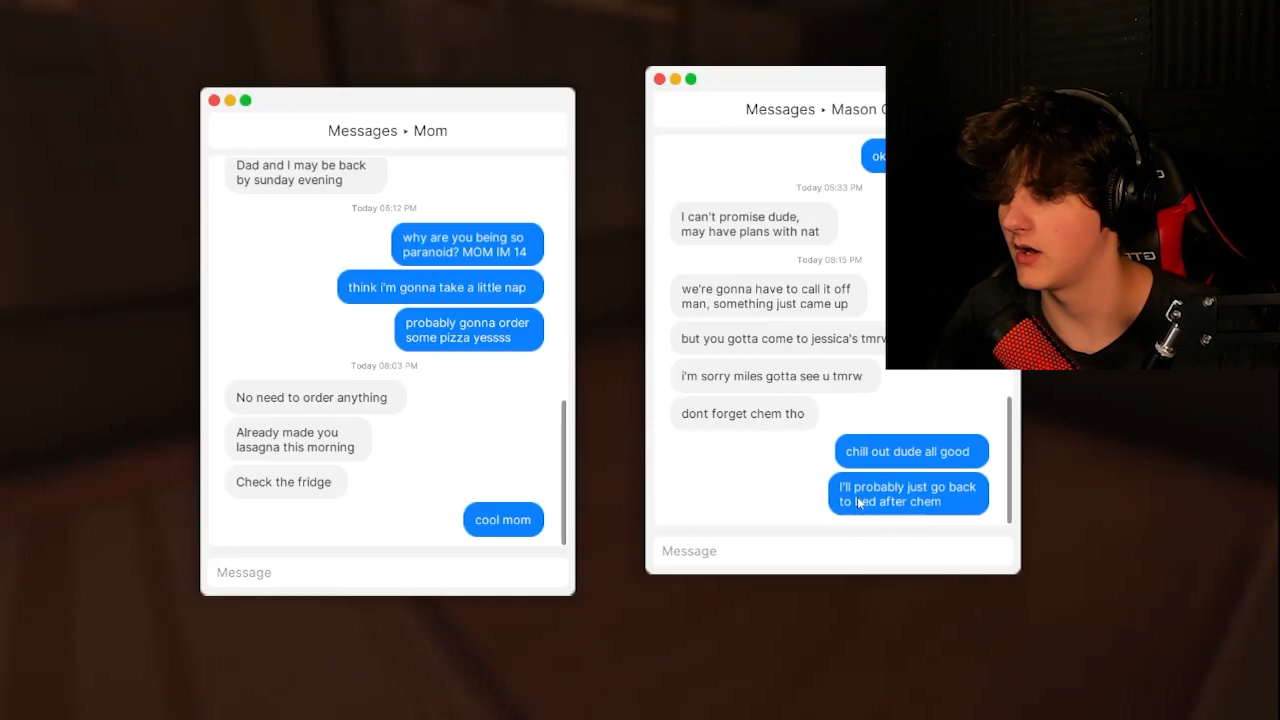 Messages ‣ Mom
Dad and I may be back
by sunday evening
Today 06:12 PM
why are you being so
paranoid? MOM IM 14
think i'm gonna take a little nap
probably gonna order
some pizza yessss
Today 08:03 PM
No need to order anything
Already made you
lasagna this morning
Check the fridge
cool mom
Message
Messages ‣ Mason
ok
Today 05:33 PM
I can't promise dude,
may have plans with nat
Today 08:15 PM
we're gonna have to call it off
man, something just came up
but you gotta come to jessica's tmrw
i'm sorry miles gotta see u tmrw
dont forget chem tho
chill out dude all good
I'll probably just go back
to bed after chem
Message
GTR